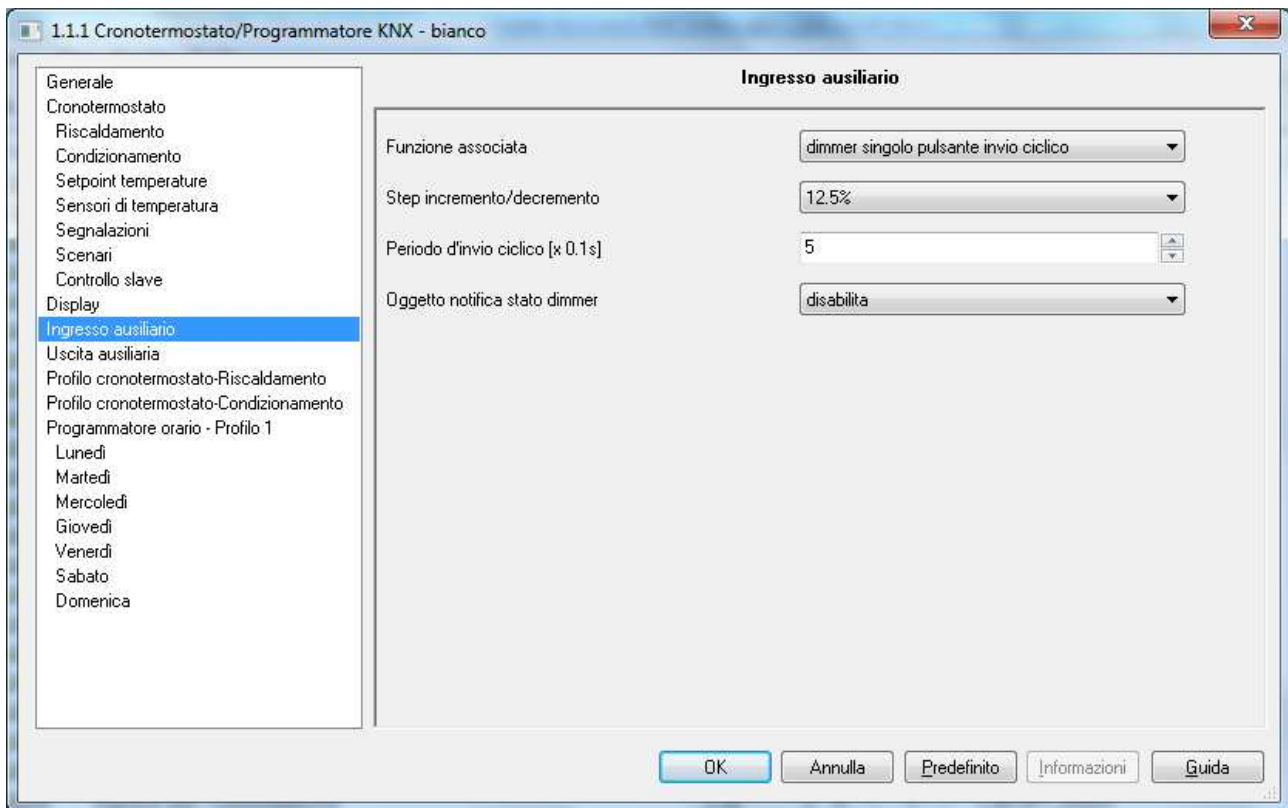 1.1.1 Cronotermostato/Programmatore KNX - bianco
Generale
Cronotermostato
Riscaldamento
Condizionamento
Setpoint temperature
Sensori di temperatura
Segnalazioni
Scenari
Controllo slave
Display
Ingresso ausiliario
Uscita ausiliaria
Profilo cronotermostato-Riscaldamento
Profilo cronotermostato-Condizionamento
Programmatore orario - Profilo 1
Lunedì
Martedì
Mercoledì
Giovedì
Venerdì
Sabato
Domenica
Ingresso ausiliario
Funzione associata dimmer singolo pulsante invio ciclico
Step incremento/decremento 12.5%
Periodo d'invio ciclico [x 0.1s] 5
Oggetto notifica stato dimmer disabilita
OK Annulla Predefinito Informazioni Guida